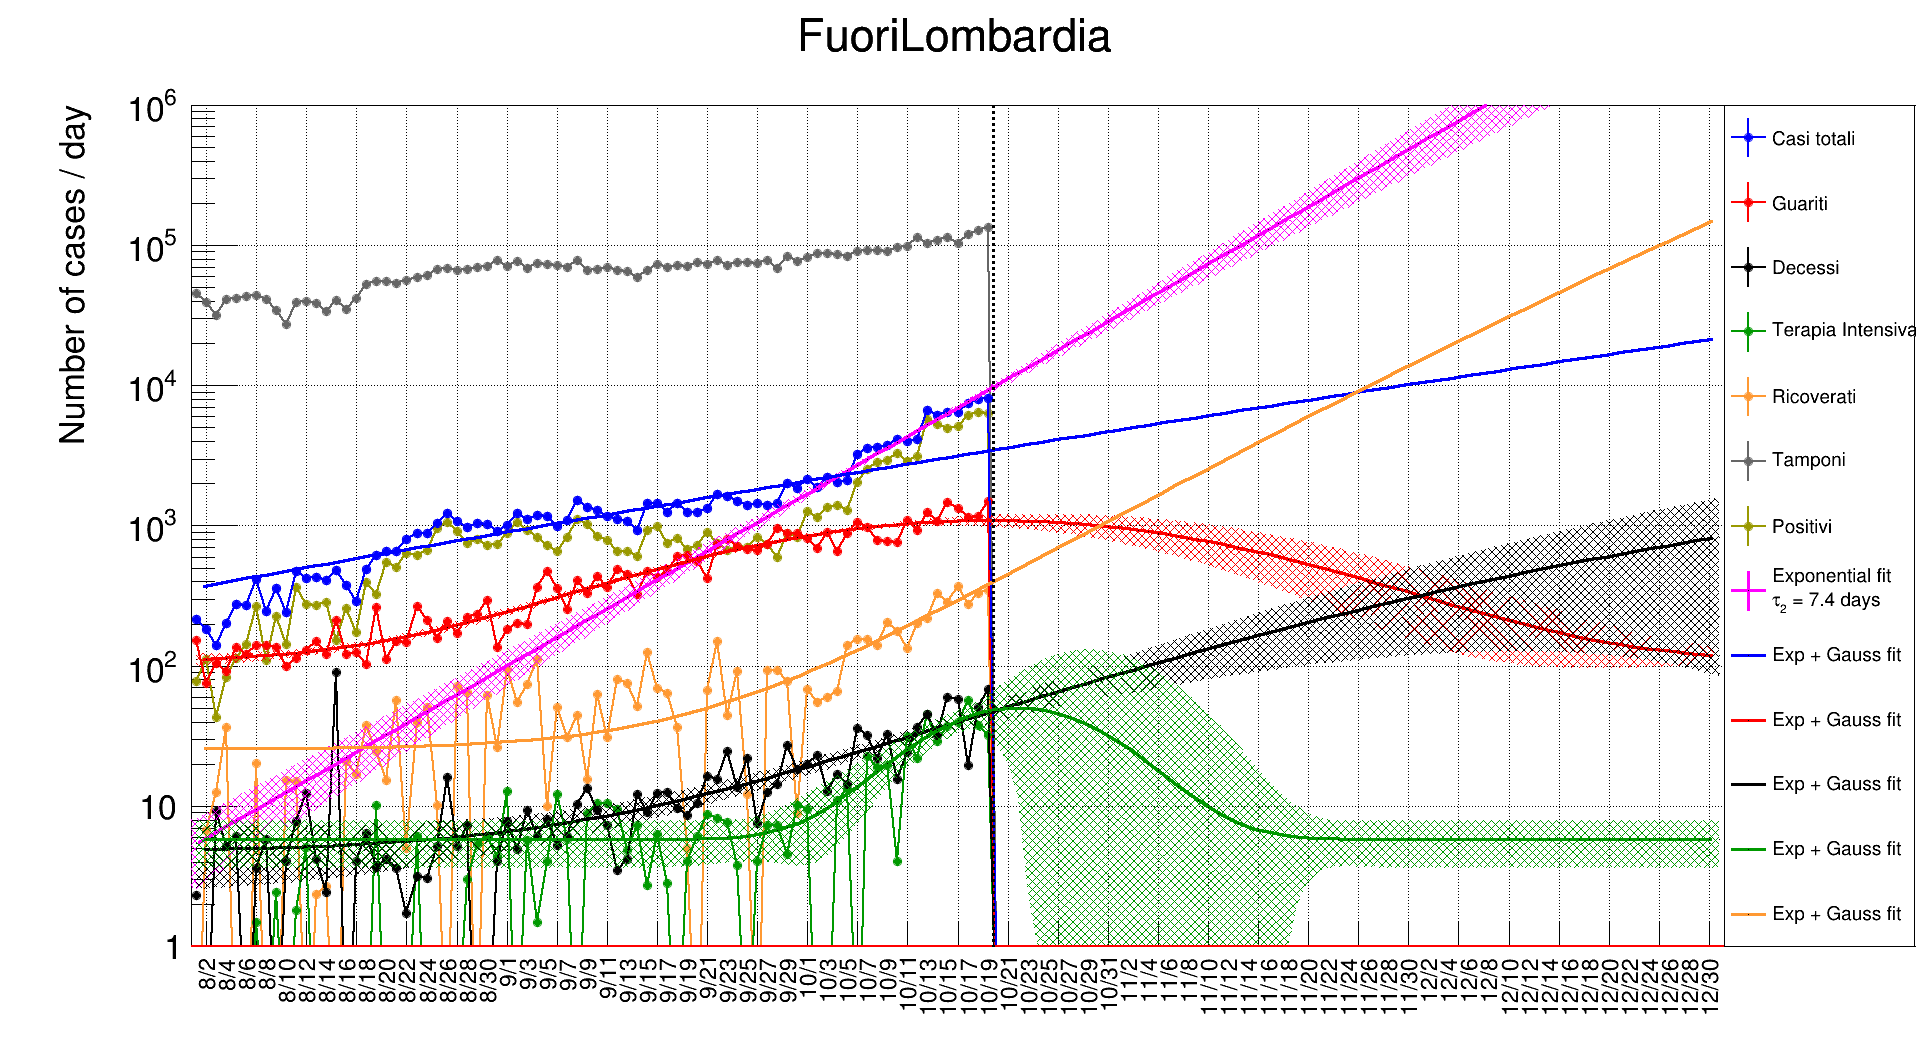 FuoriLombardia
Number of cases / day
10^6
10^5
10^4
10^3
10^2
10
1
8/2 8/4 8/6 8/8 8/10 8/12 8/14 8/16 8/18 8/20 8/22 8/24 8/26 8/28 8/30 9/1 9/3 9/5 9/7 9/9 9/11 9/13 9/15 9/17 9/19 9/21 9/23 9/25 9/27 9/29 10/1 10/3 10/5 10/7 10/9 10/11 10/13 10/15 10/17 10/19 10/21 10/23 10/25 10/27 10/29 10/31 11/2 11/4 11/6 11/8 11/10 11/12 11/14 11/16 11/18 11/20 11/22 11/24 11/26 11/28 11/30 12/2 12/4 12/6 12/8 12/10 12/12 12/14 12/16 12/18 12/20 12/22 12/24 12/26 12/28 12/30
Casi totali
Guariti
Decessi
Terapia Intensiva
Ricoverati
Tamponi
Positivi
Exponential fit
τ₂ = 7.4 days
Exp + Gauss fit
Exp + Gauss fit
Exp + Gauss fit
Exp + Gauss fit
Exp + Gauss fit